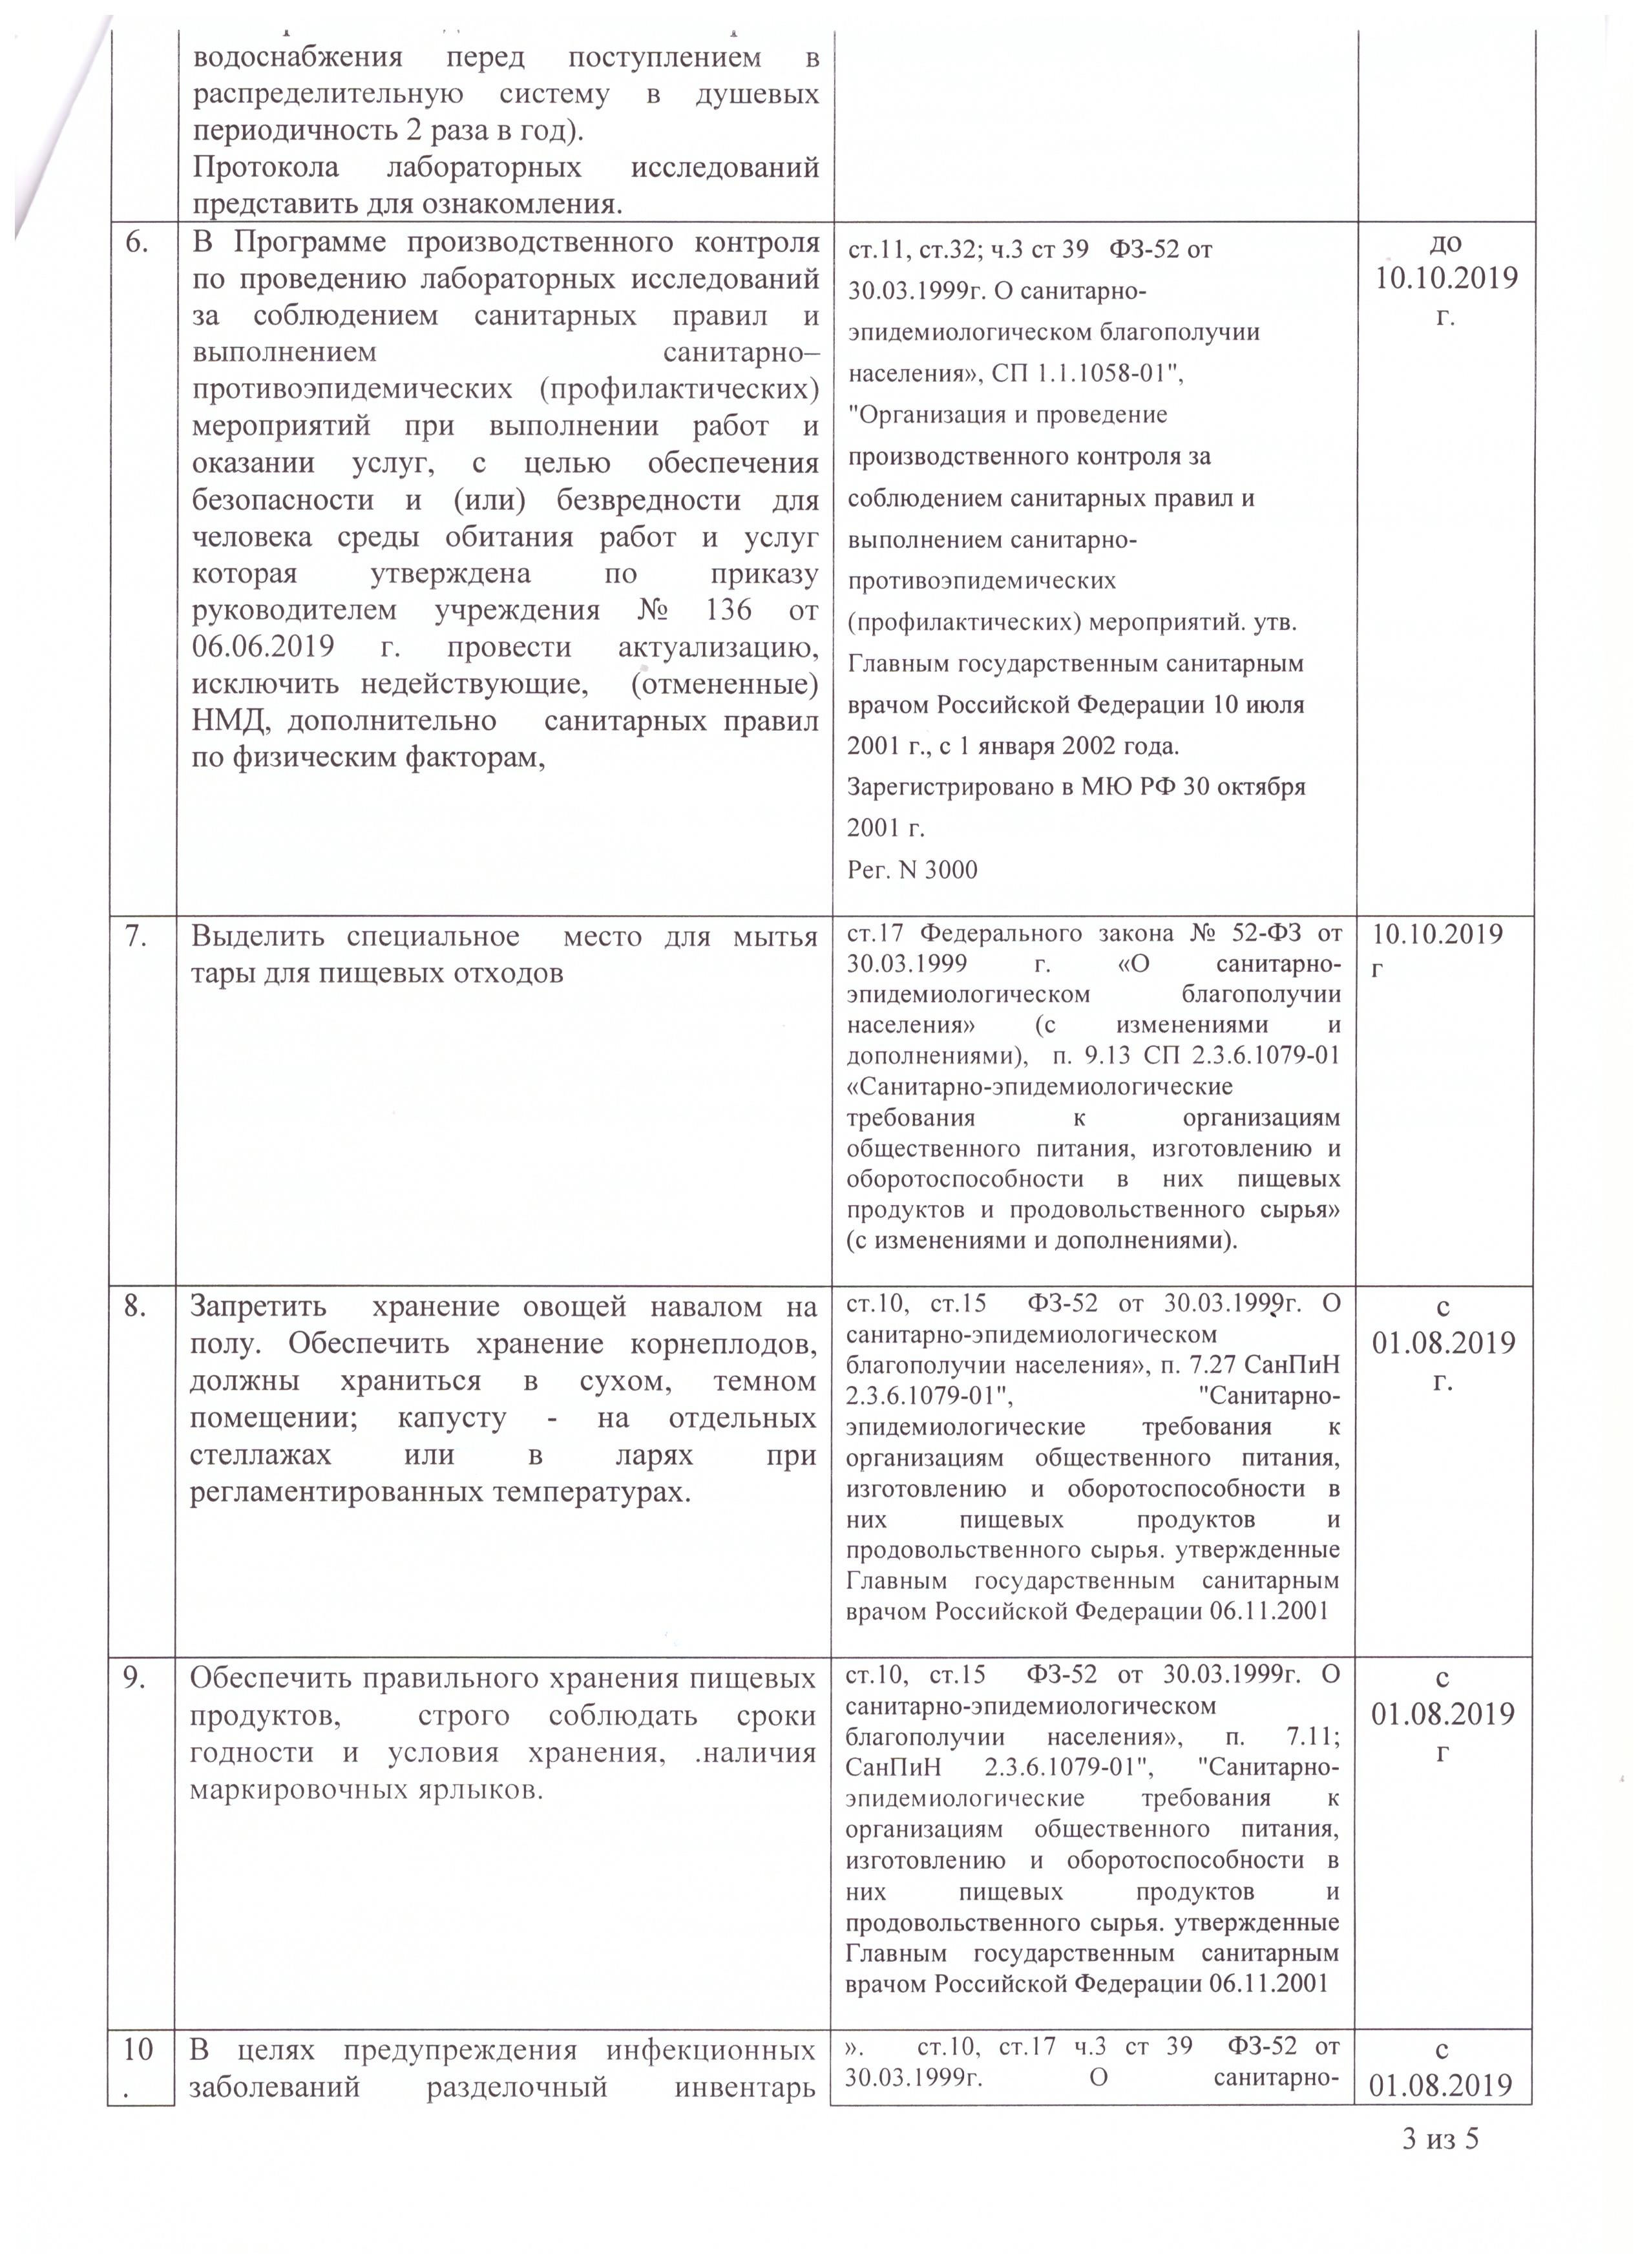 водоснабжения перед поступлением в
распределительную систему в душевых
периодичность 2 раза в год).
Протокола лабораторных исследований
представить для ознакомления.
6.
В Программе производственного контроля
по проведению лабораторных исследований
за соблюдением санитарных правил и
выполнением санитарно–
противоэпидемических (профилактических)
мероприятий при выполнении работ и
оказании услуг, с целью обеспечения
безопасности и (или) безвредности для
человека среды обитания работ и услуг
которая утверждена по приказу
руководителем учреждения № 136 от
06.06.2019 г. провести актуализацию,
исключить недействующие, (отмененные)
НМД, дополнительно санитарных правил
по физическим факторам,
ст.11, ст.32; ч.3 ст 39 ФЗ-52 от
30.03.1999г. О санитарно-
эпидемиологическом благополучии
населения», СП 1.1.1058-01",
"Организация и проведение
производственного контроля за
соблюдением санитарных правил и
выполнением санитарно-
противоэпидемических
(профилактических) мероприятий. утв.
Главным государственным санитарным
врачом Российской Федерации 10 июля
2001 г., с 1 января 2002 года.
Зарегистрировано в МЮ РФ 30 октября
2001 г.
Рег. N 3000
до
10.10.2019
г.
7.
Выделить специальное место для мытья
тары для пищевых отходов
ст.17 Федерального закона № 52-ФЗ от
30.03.1999 г. «О санитарно-
эпидемиологическом благополучии
населения» (с изменениями и
дополнениями), п. 9.13 СП 2.3.6.1079-01
«Санитарно-эпидемиологические
требования к организациям
общественного питания, изготовлению и
оборотоспособности в них пищевых
продуктов и продовольственного сырья»
(с изменениями и дополнениями).
10.10.2019
г
8.
Запретить хранение овощей навалом на
полу. Обеспечить хранение корнеплодов,
должны храниться в сухом, темном
помещении; капусту - на отдельных
стеллажах или в ларях при
регламентированных температурах.
ст.10, ст.15 ФЗ-52 от 30.03.1999г. О
санитарно-эпидемиологическом
благополучии населения», п. 7.27 СанПиН
2.3.6.1079-01", "Санитарно-
эпидемиологические требования к
организациям общественного питания,
изготовлению и оборотоспособности в
них пищевых продуктов и
продовольственного сырья. утвержденные
Главным государственным санитарным
врачом Российской Федерации 06.11.2001
с
01.08.2019
г.
9.
Обеспечить правильного хранения пищевых
продуктов, строго соблюдать сроки
годности и условия хранения, .наличия
маркировочных ярлыков.
ст.10, ст.15 ФЗ-52 от 30.03.1999г. О
санитарно-эпидемиологическом
благополучии населения», п. 7.11;
СанПиН 2.3.6.1079-01", "Санитарно-
эпидемиологические требования к
организациям общественного питания,
изготовлению и оборотоспособности в
них пищевых продуктов и
продовольственного сырья. утвержденные
Главным государственным санитарным
врачом Российской Федерации 06.11.2001
с
01.08.2019
г
10
.
В целях предупреждения инфекционных
заболеваний разделочный инвентарь
». ст.10, ст.17 ч.3 ст 39 ФЗ-52 от
30.03.1999г. О санитарно-
с
01.08.2019
3 из 5